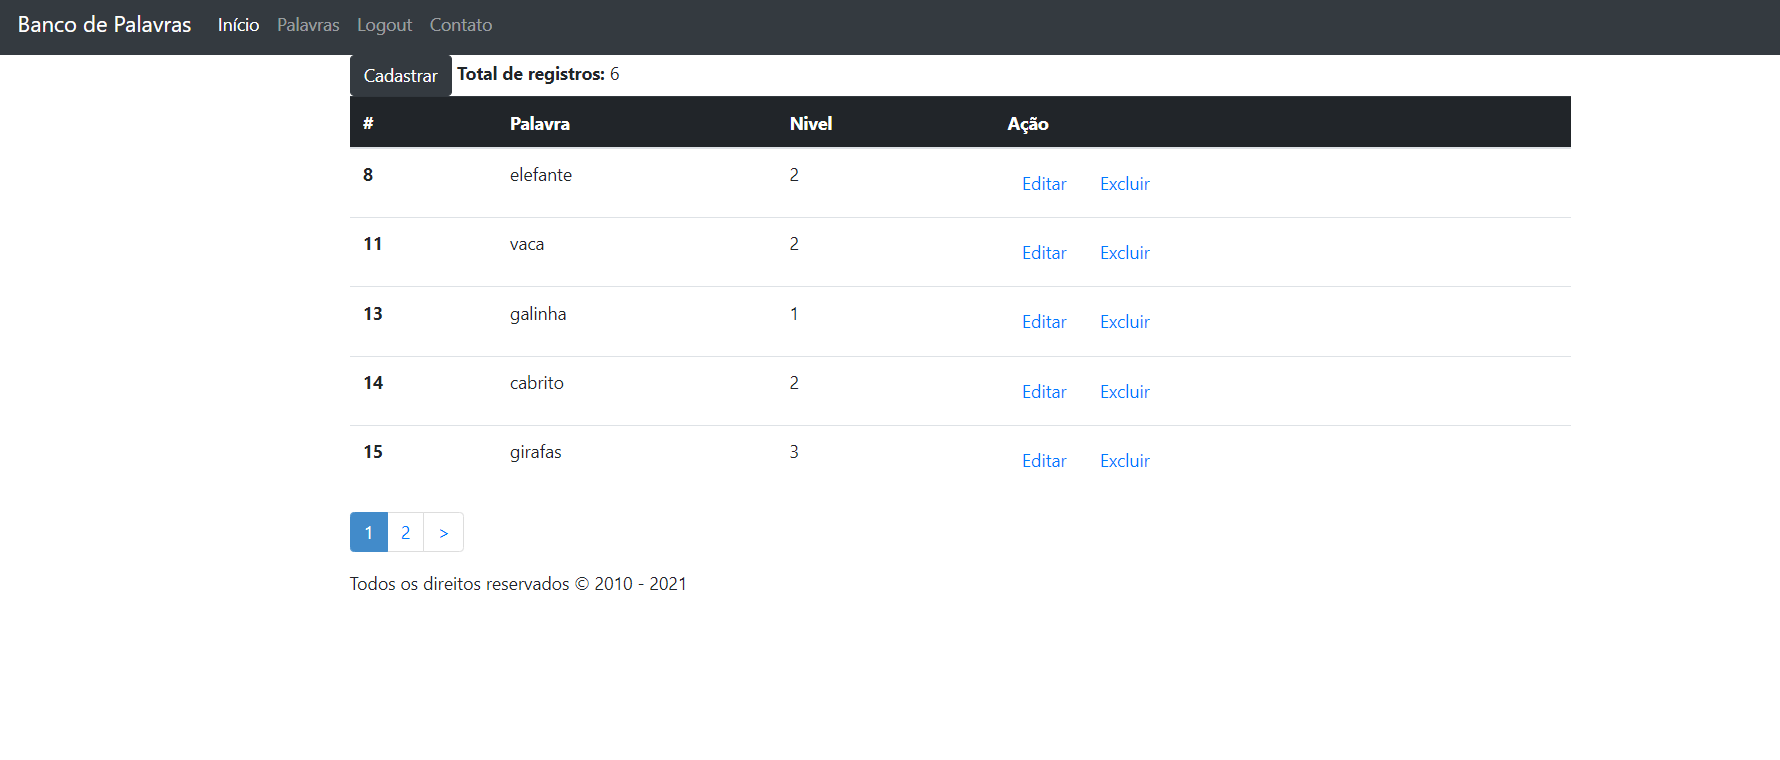 Banco de Palavras Início Palavras Logout Contato
Cadastrar Total de registros: 6
# Palavra Nivel Ação
8 elefante 2 Editar Excluir
11 vaca 2 Editar Excluir
13 galinha 1 Editar Excluir
14 cabrito 2 Editar Excluir
15 girafas 3 Editar Excluir
1 2 >
Todos os direitos reservados © 2010 - 2021